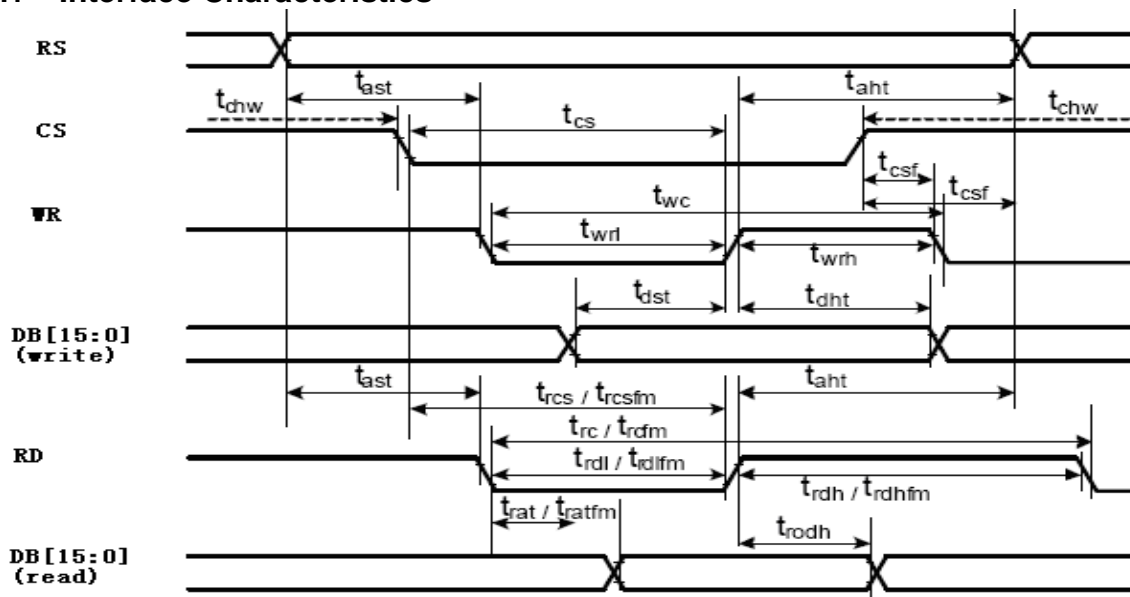 Interface Characteristics
RS
tast
taht
tchw
tchw
CS
tcs
tcsf
tcsf
WR
twc
twrl
twrh
tdst
tdht
DB[15:0]
(write)
tast
taht
trcs / trcsfm
trc / trcfm
RD
trdl / trdlfm
trdh / trdhfm
trat / tratfm
trodh
DB[15:0]
(read)